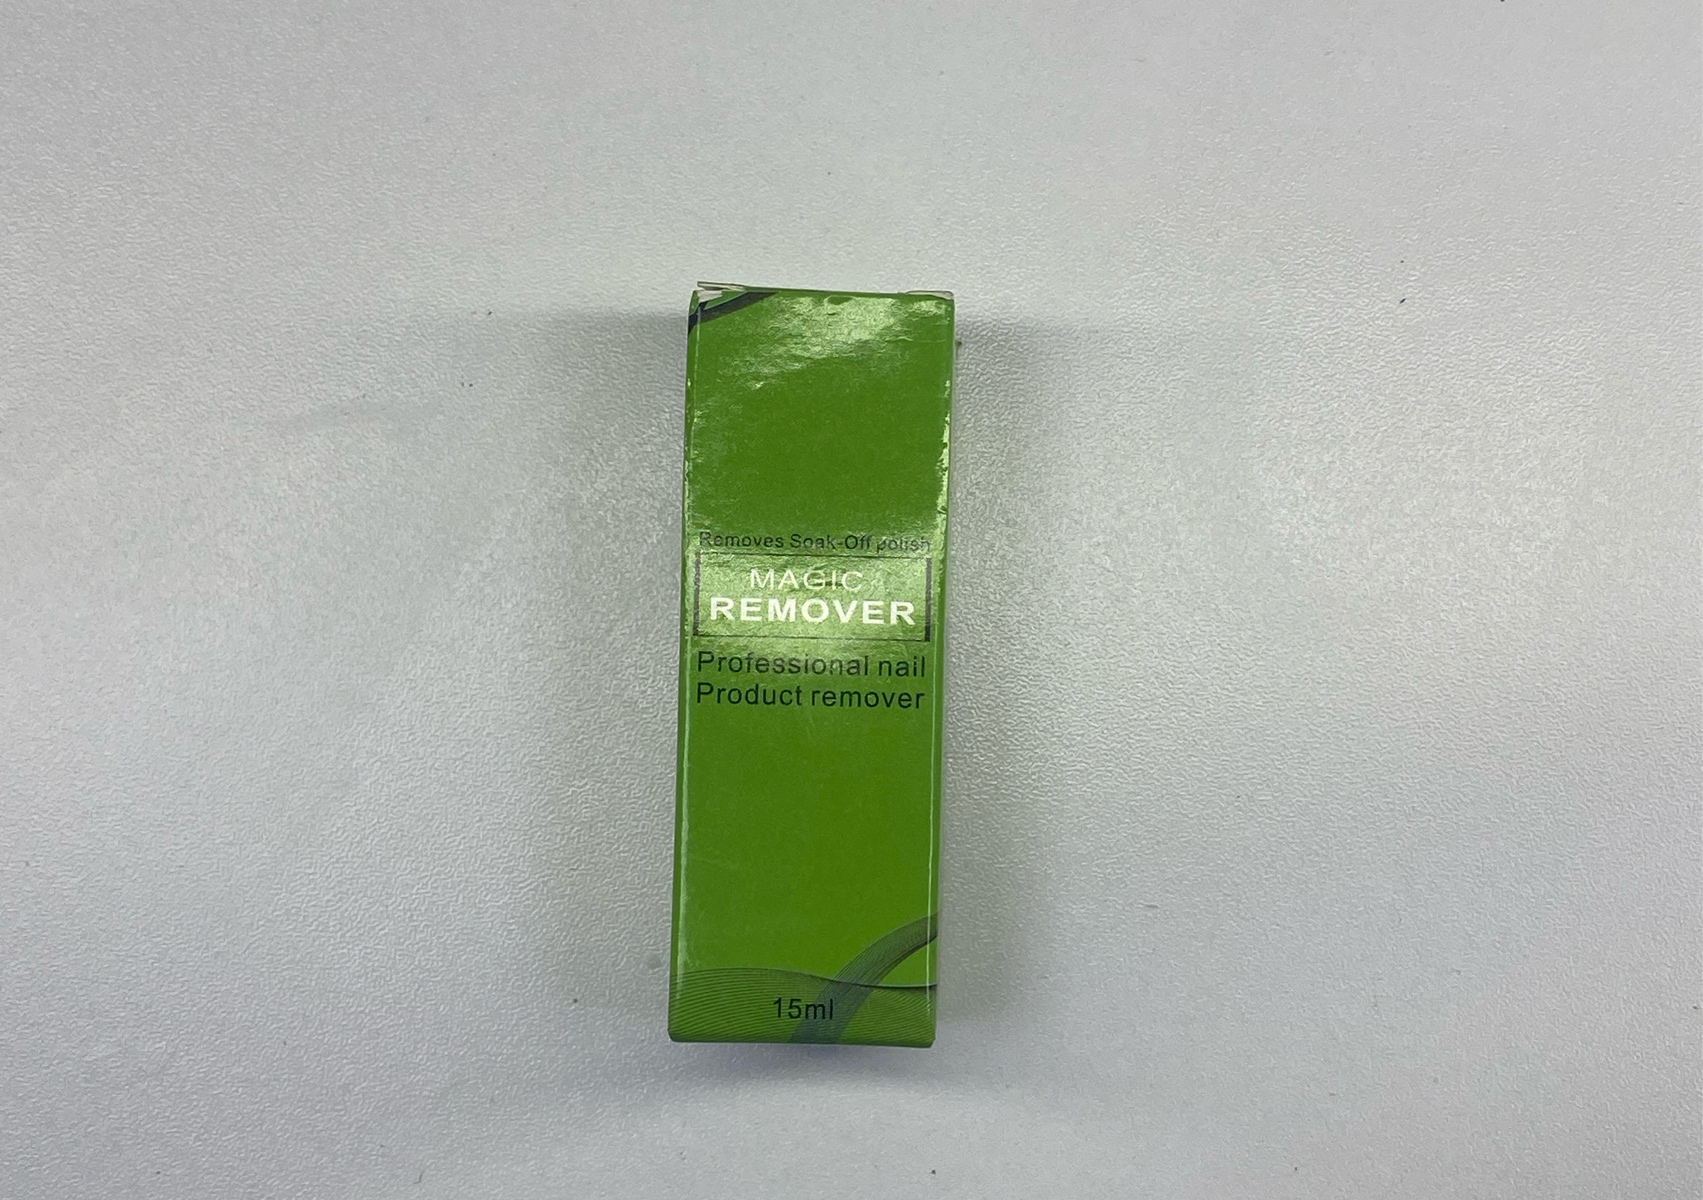 Removes Soak-Off polish
MAGIC
REMOVER
Professional nail
Product remover
15ml